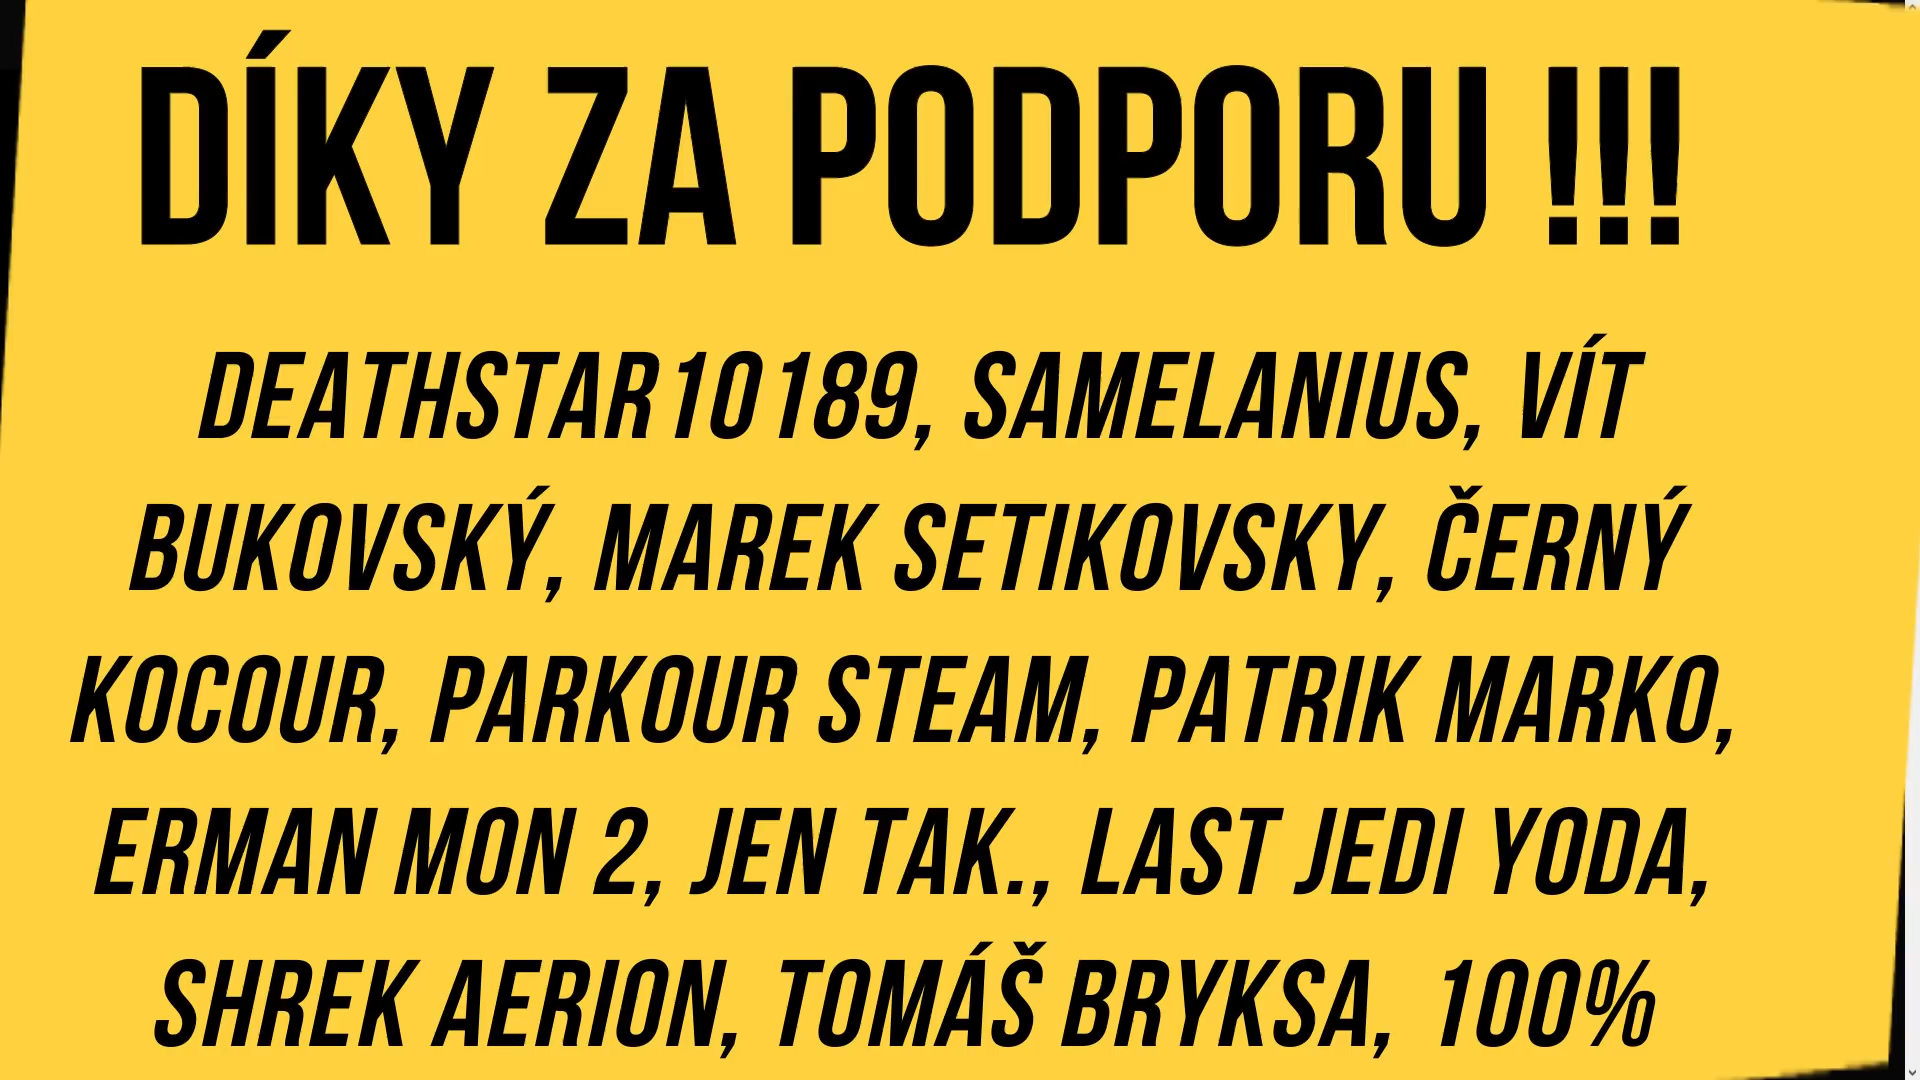 DÍKY ZA PODPORU !!!
DEATHSTAR10189, SAMELANIUS, VÍT
BUKOVSKÝ, MAREK SETIKOVSKY, ČERNÝ
KOCOUR, PARKOUR STEAM, PATRIK MARKO,
ERMAN MON 2, JEN TAK., LAST JEDI YODA,
SHREK AERION, TOMÁŠ BRYKSA, 100%